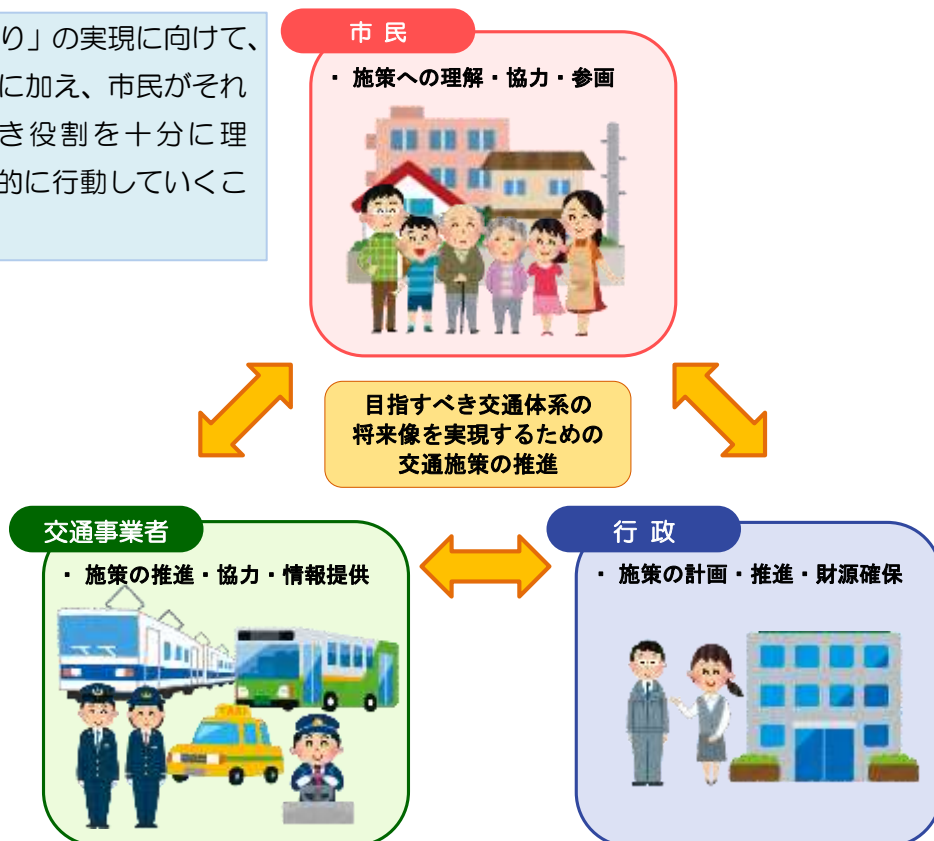 り」の実現に向けて、
に加え、市民がそれ
き役割を十分に理
的に行動していくこ
市 民
・ 施策への理解・協力・参画
目指すべき交通体系の
将来像を実現するための
交通施策の推進
交通事業者
・ 施策の推進・協力・情報提供
TAXI
行 政
・ 施策の計画・推進・財源確保